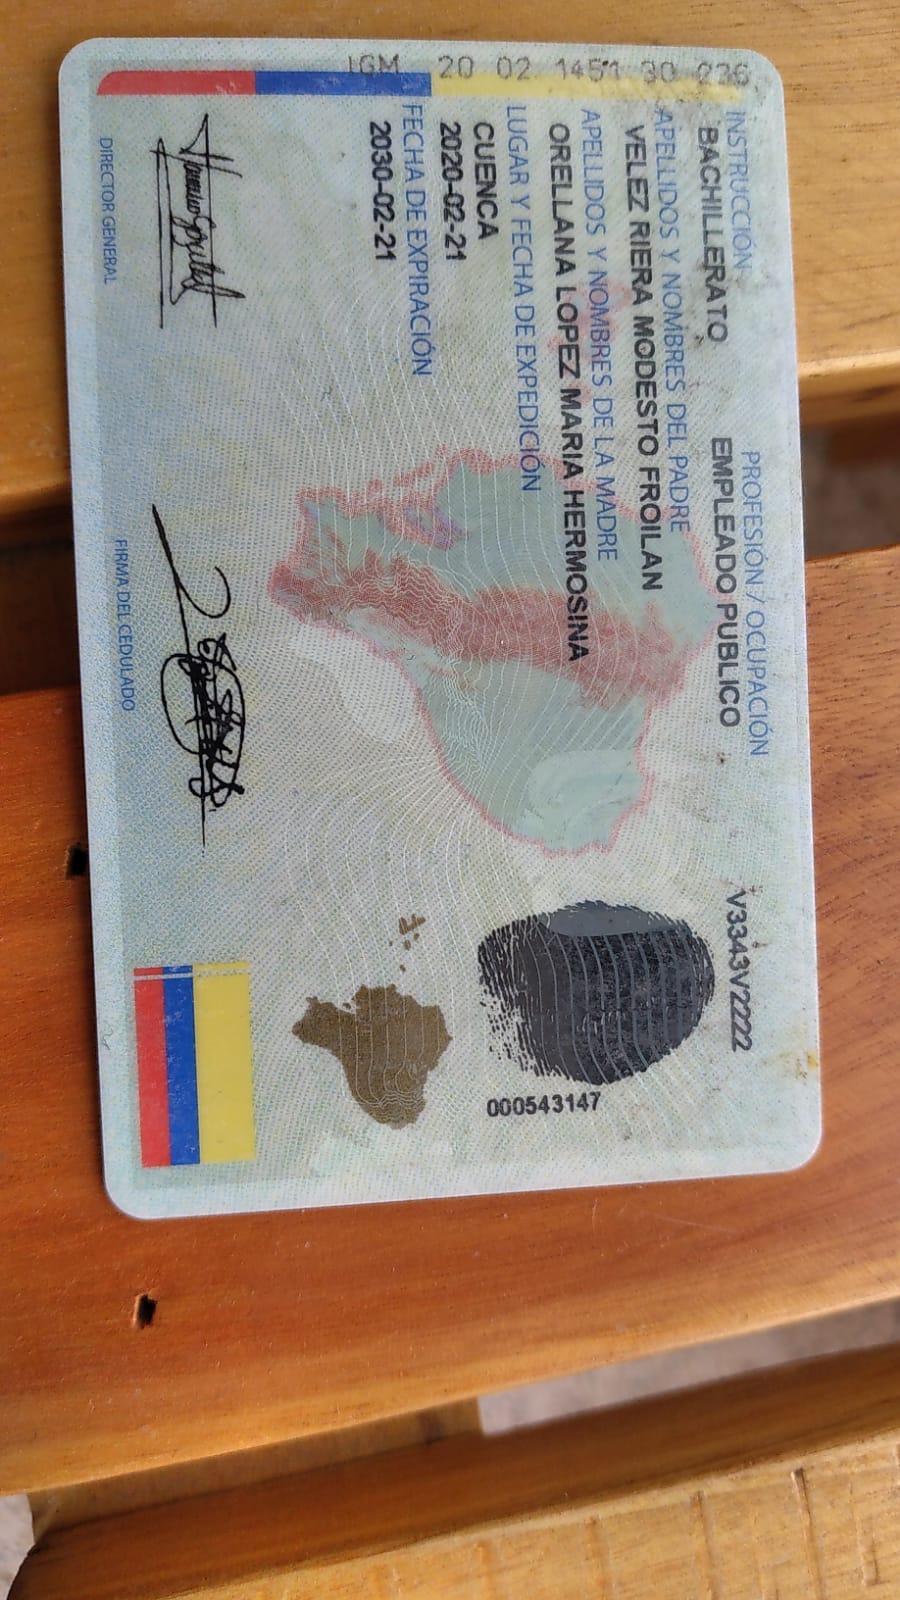 IGM 20 02 1451 30 036
INSTRUCCIÓN PROFESIÓN / OCUPACIÓN
BACHILLERATO EMPLEADO PUBLICO V3343V2222
APELLIDOS Y NOMBRES DEL PADRE
VELEZ RIERA MODESTO FROILAN
APELLIDOS Y NOMBRES DE LA MADRE
ORELLANA LOPEZ MARIA HERMOSINA
LUGAR Y FECHA DE EXPEDICIÓN
CUENCA
2020-02-21
FECHA DE EXPIRACIÓN
2030-02-21
000543147
DIRECTOR GENERAL FIRMA DEL CEDULADO